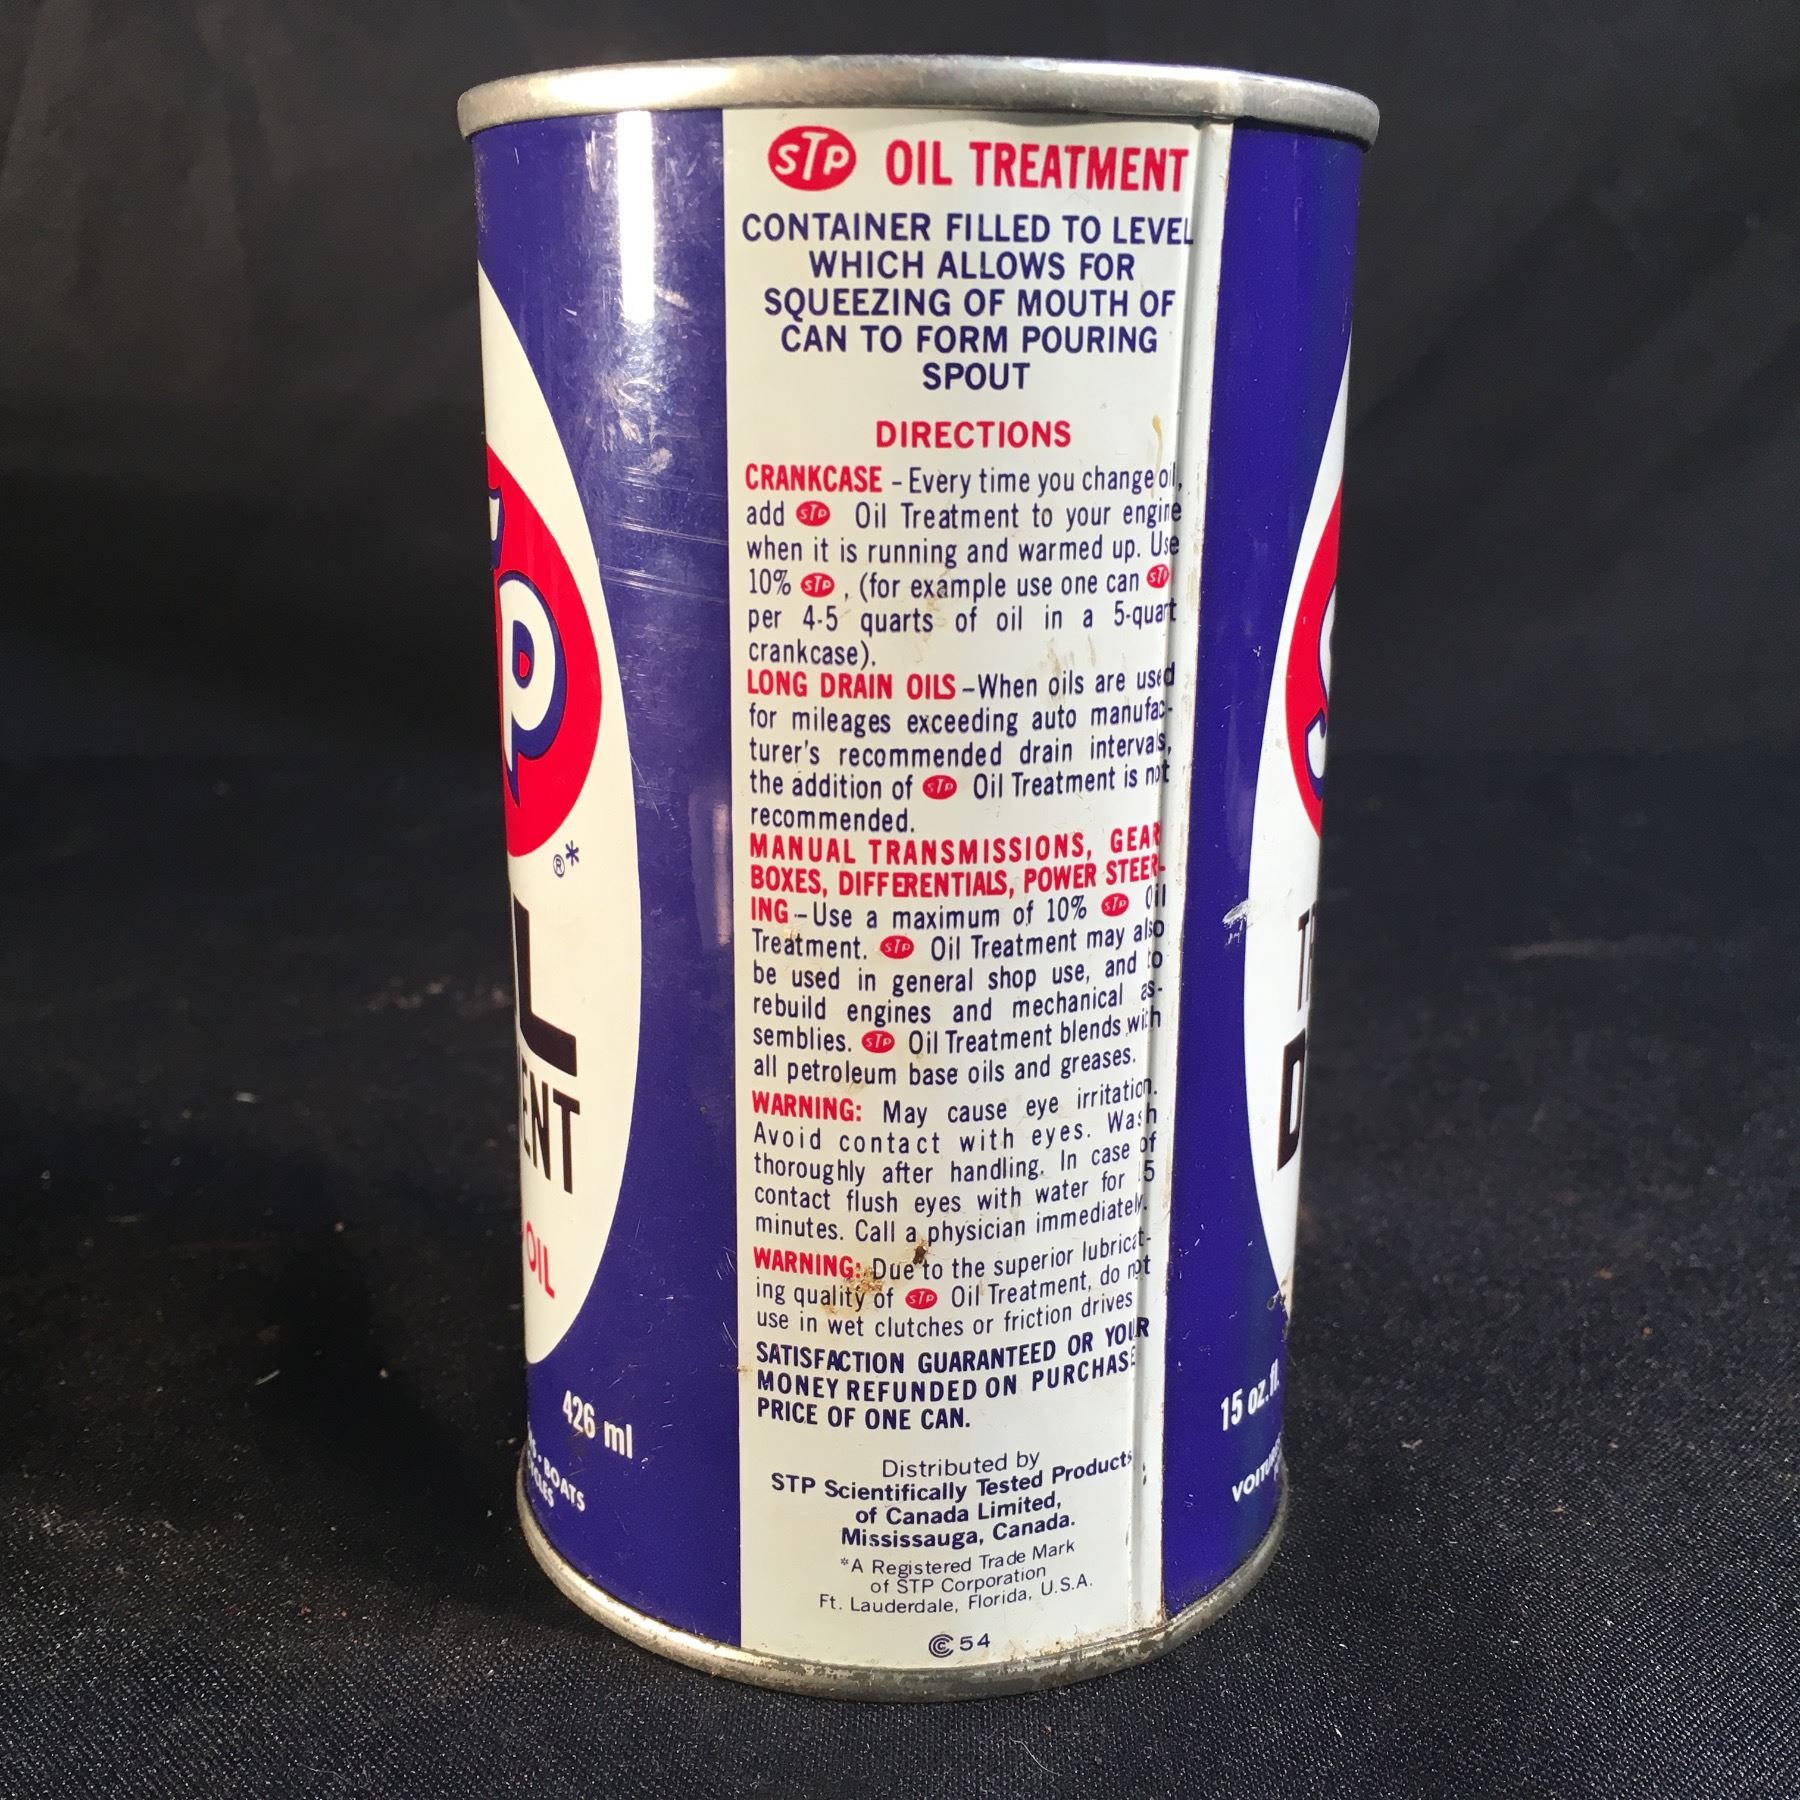 STP OIL TREATMENT
CONTAINER FILLED TO LEVEL
WHICH ALLOWS FOR
SQUEEZING OF MOUTH OF
CAN TO FORM POURING
SPOUT
DIRECTIONS
CRANKCASE - Every time you change oil,
add STP Oil Treatment to your engine
when it is running and warmed up. Use
10% STP , (for example use one can STP
per 4-5 quarts of oil in a 5-quart
crankcase).
LONG DRAIN OILS - When oils are used
for mileages exceeding auto manufac-
turer's recommended drain intervals,
the addition of STP Oil Treatment is not
recommended.
MANUAL TRANSMISSIONS, GEAR
BOXES, DIFFERENTIALS, POWER STEER-
ING - Use a maximum of 10% STP Oil
Treatment. STP Oil Treatment may also
be used in general shop use, and to
rebuild engines and mechanical as-
semblies. STP Oil Treatment blends with
all petroleum base oils and greases.
WARNING: May cause eye irritation.
Avoid contact with eyes. Wash
thoroughly after handling. In case of
contact flush eyes with water for 15
minutes. Call a physician immediately.
WARNING: Due to the superior lubricat-
ing quality of STP Oil Treatment, do not
use in wet clutches or friction drives
SATISFACTION GUARANTEED OR YOUR
MONEY REFUNDED ON PURCHASE
PRICE OF ONE CAN.
Distributed by
STP Scientifically Tested Products
of Canada Limited,
Mississauga, Canada.
*A Registered Trade Mark
of STP Corporation
Ft. Lauderdale, Florida, U.S.A.
54
TP
®*
L
ENT
OIL
426 ml
BOATS
S
T
D
15 oz.fl.